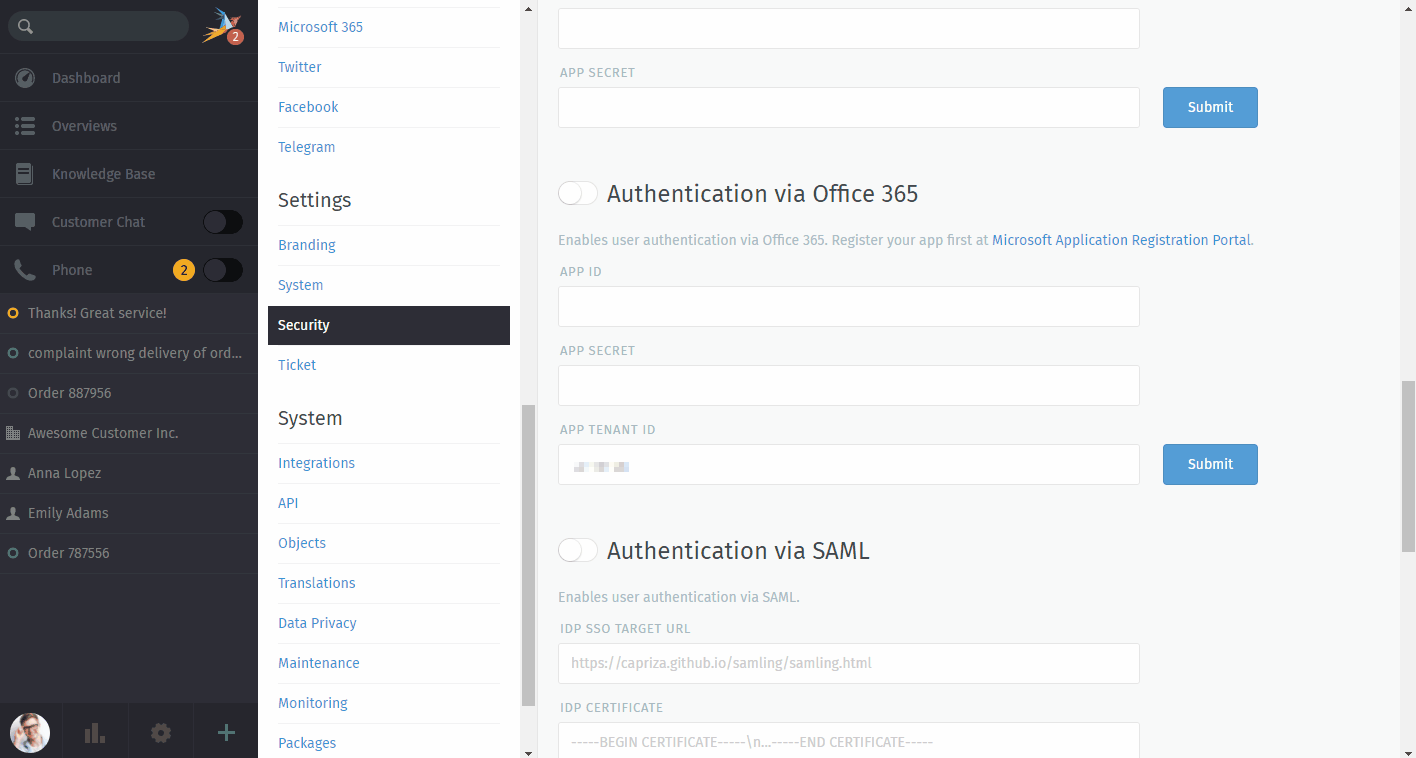 2
Dashboard
Overviews
Knowledge Base
Customer Chat
Phone 2
Thanks! Great service!
complaint wrong delivery of ord...
Order 887956
Awesome Customer Inc.
Anna Lopez
Emily Adams
Order 787556
Microsoft 365
Twitter
Facebook
Telegram
Settings
Branding
System
Security
Ticket
System
Integrations
API
Objects
Translations
Data Privacy
Maintenance
Monitoring
Packages
APP SECRET
Submit
Authentication via Office 365
Enables user authentication via Office 365. Register your app first at Microsoft Application Registration Portal.
APP ID
APP SECRET
APP TENANT ID
Submit
Authentication via SAML
Enables user authentication via SAML.
IDP SSO TARGET URL
https://capriza.github.io/samling/samling.html
IDP CERTIFICATE
-----BEGIN CERTIFICATE-----\n...-----END CERTIFICATE-----